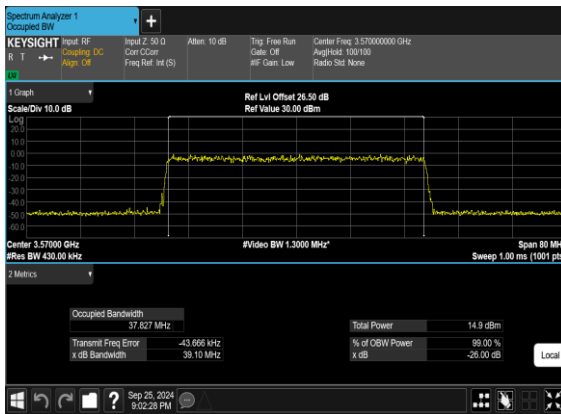 Spectrum Analyzer 1
Occupied BW
+
KEYSIGHT Input: RF Input Z: 50 Ω Atten: 10 dB Trig: Free Run Center Freq: 3.570000000 GHz
R T Coupling: DC Corr CCorr Gate: Off Avg|Hold: 100/100
Align: Off Freq Ref: Int (S) #IF Gain: Low Radio Std: None
1 Graph
Ref Lvl Offset 26.50 dB
Scale/Div 10.0 dB Ref Value 30.00 dBm
Log
20.0
10.0
0.00
-10.0
-20.0
-30.0
-40.0
-50.0
-60.0
Center 3.57000 GHz #Video BW 1.3000 MHz* Span 80 MH
#Res BW 430.00 kHz Sweep 1.00 ms (1001 pts
2 Metrics
Occupied Bandwidth
37.827 MHz Total Power 14.9 dBm
Transmit Freq Error -43.666 kHz % of OBW Power 99.00 %
x dB Bandwidth 39.10 MHz x dB -26.00 dB
Local
? Sep 25, 2024
9:02:28 PM